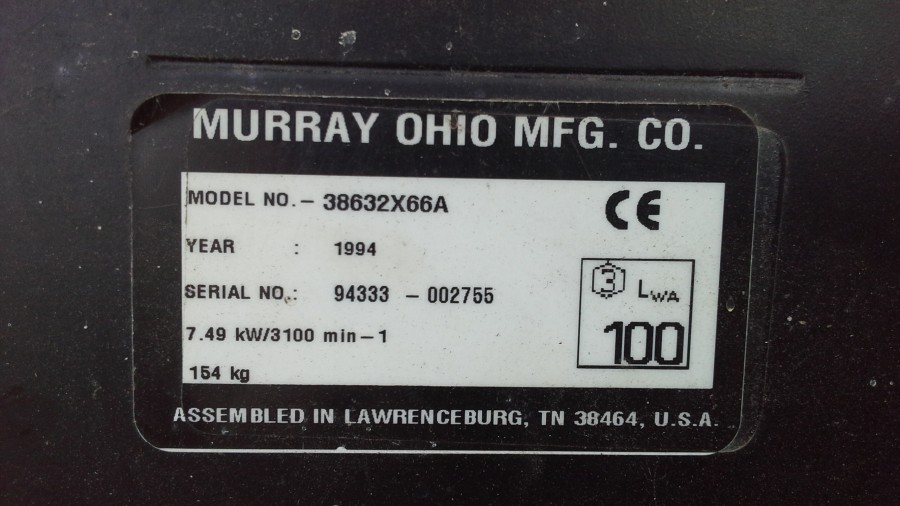 MURRAY OHIO MFG. CO.
MODEL NO. – 38632X66A
CE
YEAR : 1994
SERIAL NO. : 94333 – 002755
3 LWA
100
7.49 kW/3100 min – 1
154 kg
ASSEMBLED IN LAWRENCEBURG, TN 38464, U.S.A.